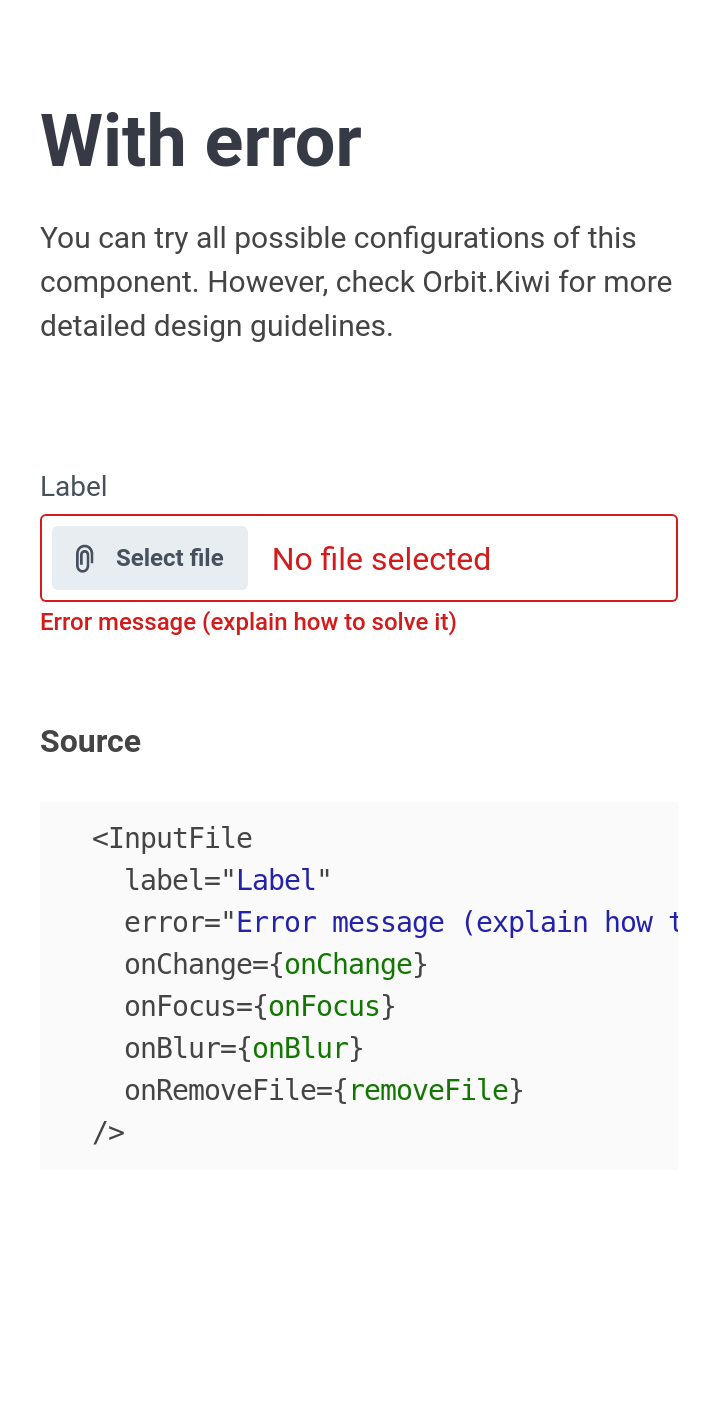 With error
You can try all possible configurations of this
component. However, check Orbit.Kiwi for more
detailed design guidelines.
Label
Select file
No file selected
Error message (explain how to solve it)
Source
<InputFile
label="Label"
error="Error message (explain how t
onChange={onChange}
onFocus={onFocus}
onBlur={onBlur}
onRemoveFile={removeFile}
/>